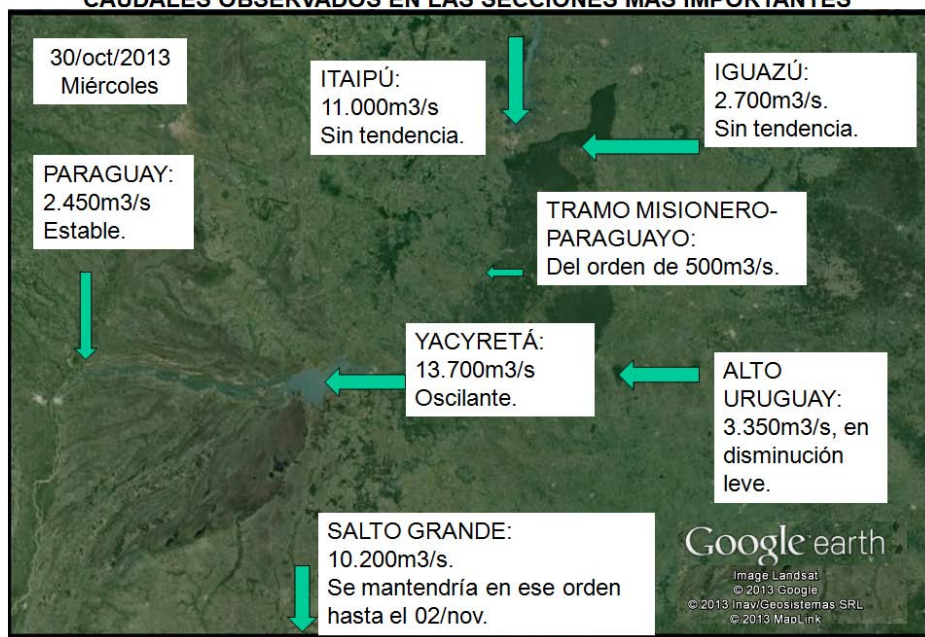 CAUDALES OBSERVADOS EN LAS SECCIONES MAS IMPORTANTES
30/oct/2013
Miércoles
ITAIPÚ:
11.000m3/s
Sin tendencia.
IGUAZÚ:
2.700m3/s.
Sin tendencia.
PARAGUAY:
2.450m3/s
Estable.
TRAMO MISIONERO-
PARAGUAYO:
Del orden de 500m3/s.
YACYRETÁ:
13.700m3/s
Oscilante.
ALTO
URUGUAY:
3.350m3/s, en
disminución
leve.
SALTO GRANDE:
10.200m3/s.
Se mantendría en ese orden
hasta el 02/nov.
Google earth
Image Landsat
© 2013 Google
© 2013 Inav/Geosistemas SRL
© 2013 MapLink